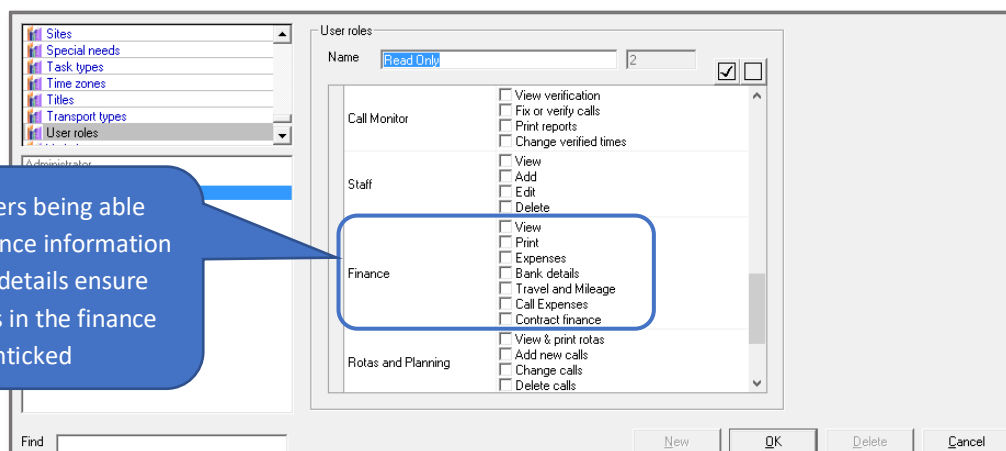 Sites
Special needs
Task types
Time zones
Titles
Transport types
User roles
Administrator
ers being able
nce information
details ensure
s in the finance
nticked
Find
User roles
Name Read Only 2
Call Monitor
View verification
Fix or verify calls
Print reports
Change verified times
Staff
View
Add
Edit
Delete
Finance
View
Print
Expenses
Bank details
Travel and Mileage
Call Expenses
Contract finance
Rotas and Planning
View & print rotas
Add new calls
Change calls
Delete calls
New OK Delete Cancel